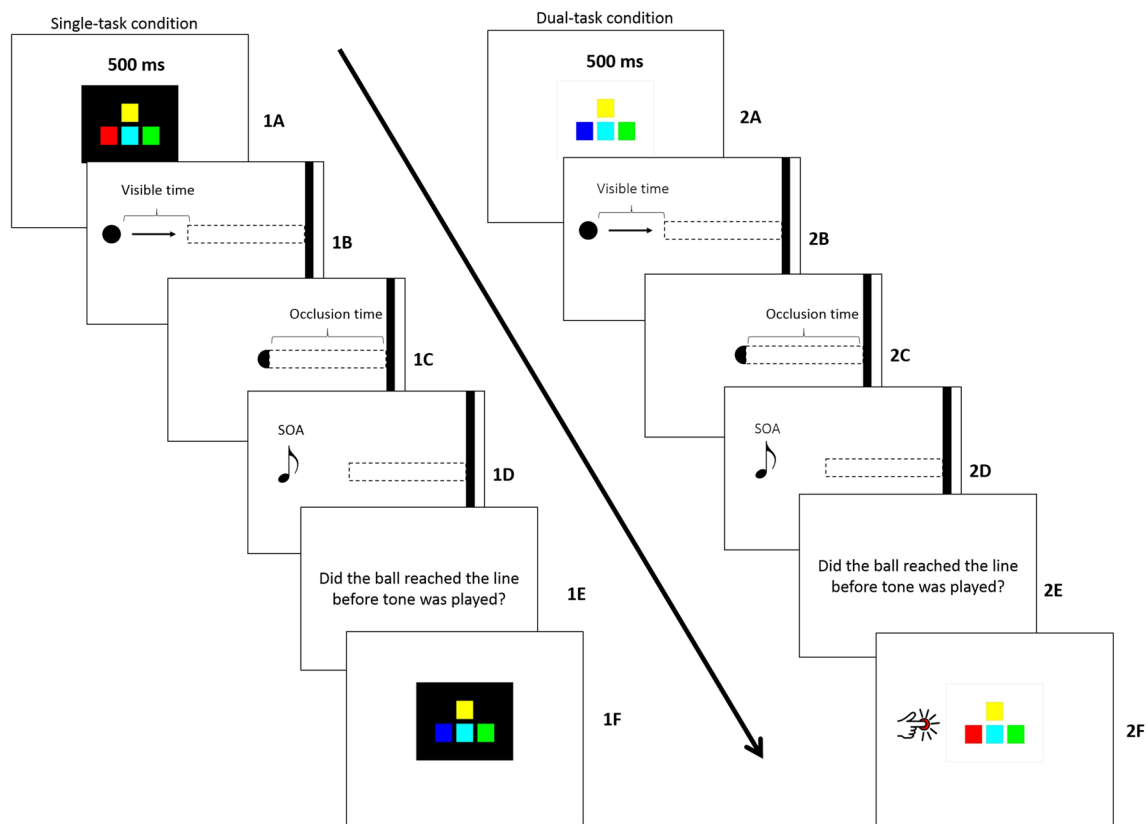 Single-task condition
500 ms
1A
Visible time
1B
Occlusion time
1C
SOA
1D
Did the ball reached the line
before tone was played?
1E
1F
Dual-task condition
500 ms
2A
Visible time
2B
Occlusion time
2C
SOA
2D
Did the ball reached the line
before tone was played?
2E
2F